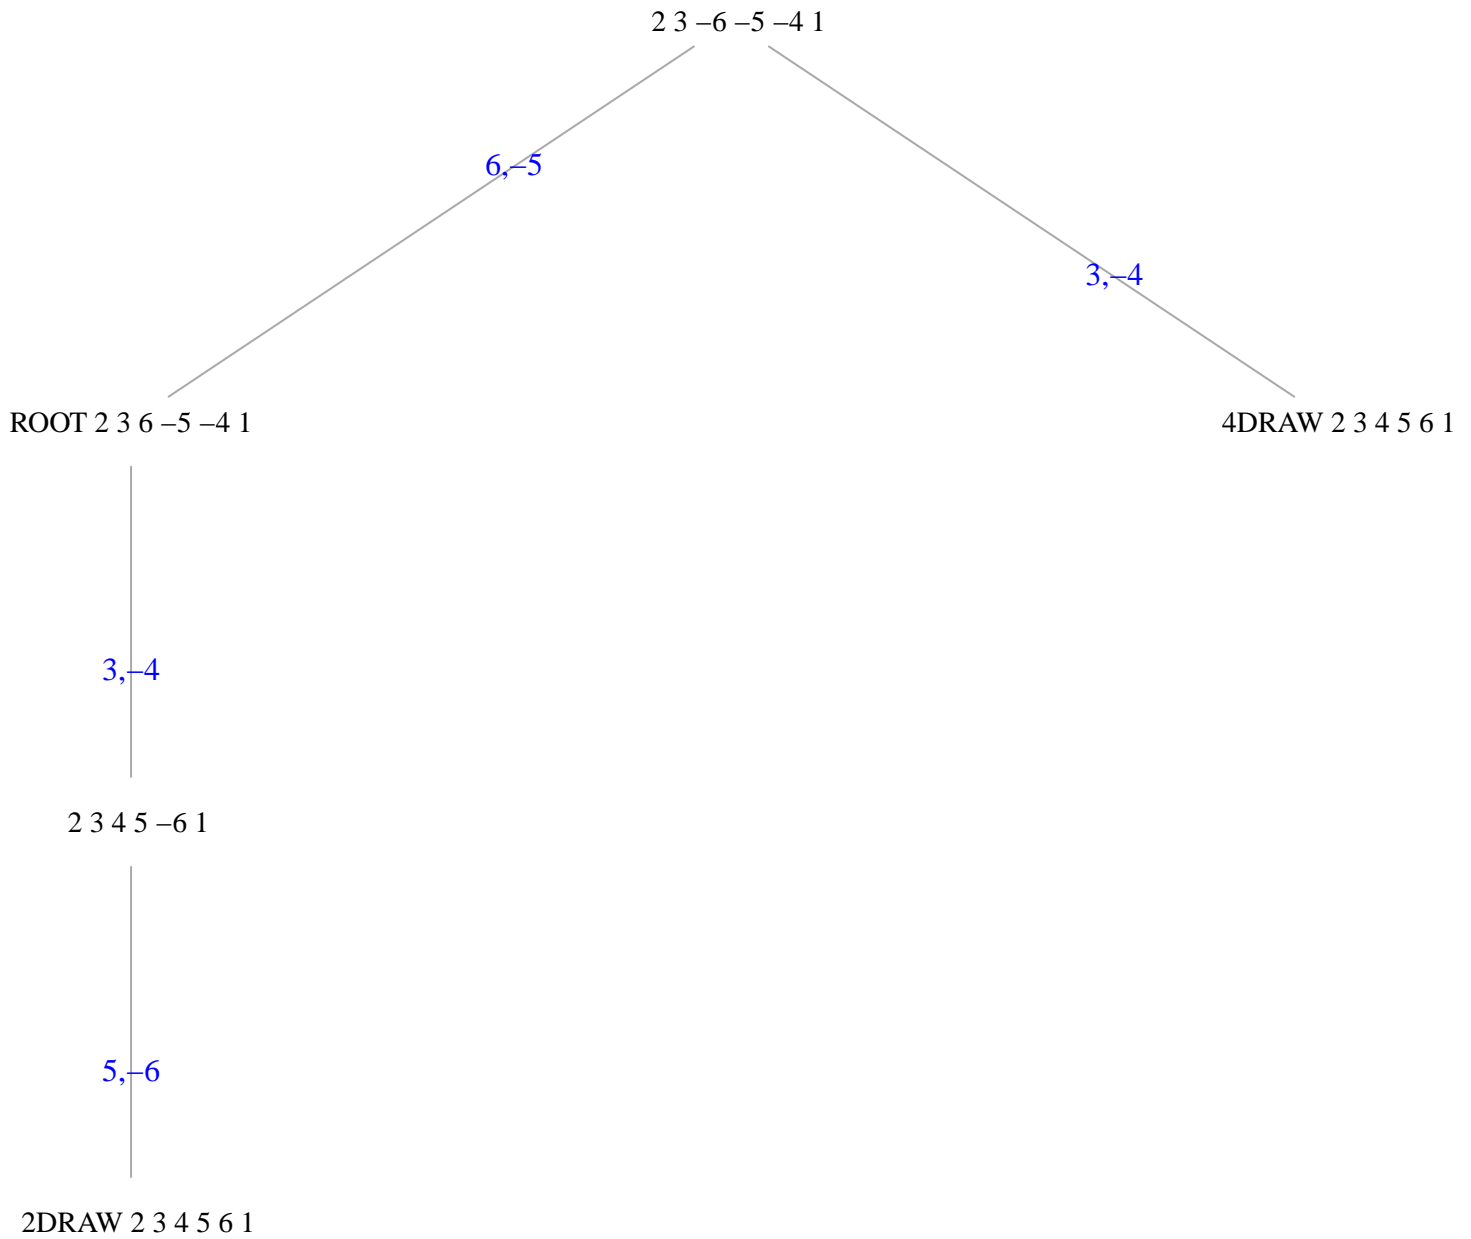 2 3 –6 –5 –4 1
6,–5
3,–4
ROOT 2 3 6 –5 –4 1
4DRAW 2 3 4 5 6 1
3,–4
2 3 4 5 –6 1
5,–6
2DRAW 2 3 4 5 6 1